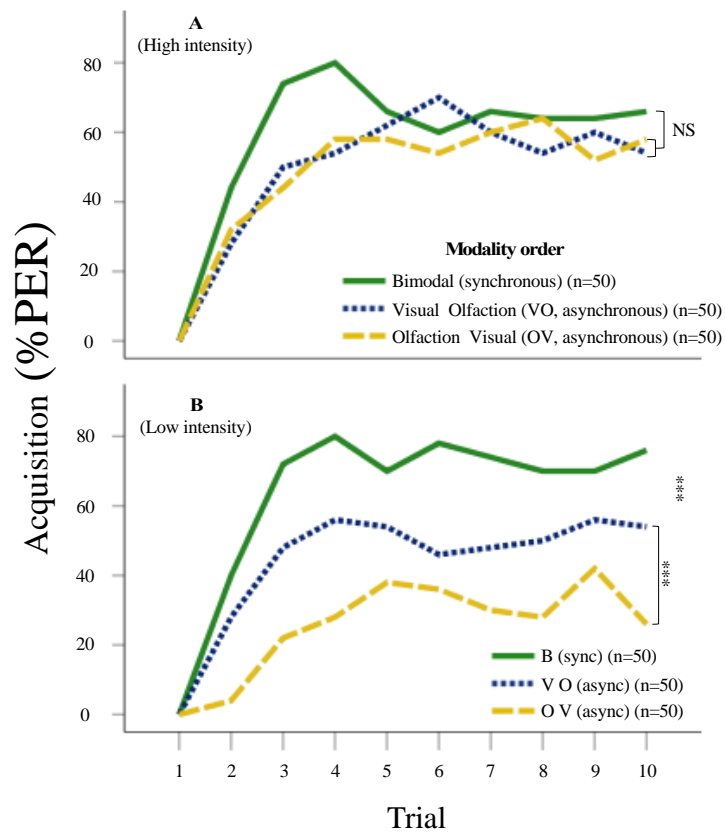 A
(High intensity)
80
60
40
20
0
NS
Modality order
Bimodal (synchronous) (n=50)
Visual Olfaction (VO, asynchronous) (n=50)
Olfaction Visual (OV, asynchronous) (n=50)
Acquisition (%PER)
B
(Low intensity)
80
60
40
20
0
***
***
B (sync) (n=50)
V O (async) (n=50)
O V (async) (n=50)
1 2 3 4 5 6 7 8 9 10
Trial